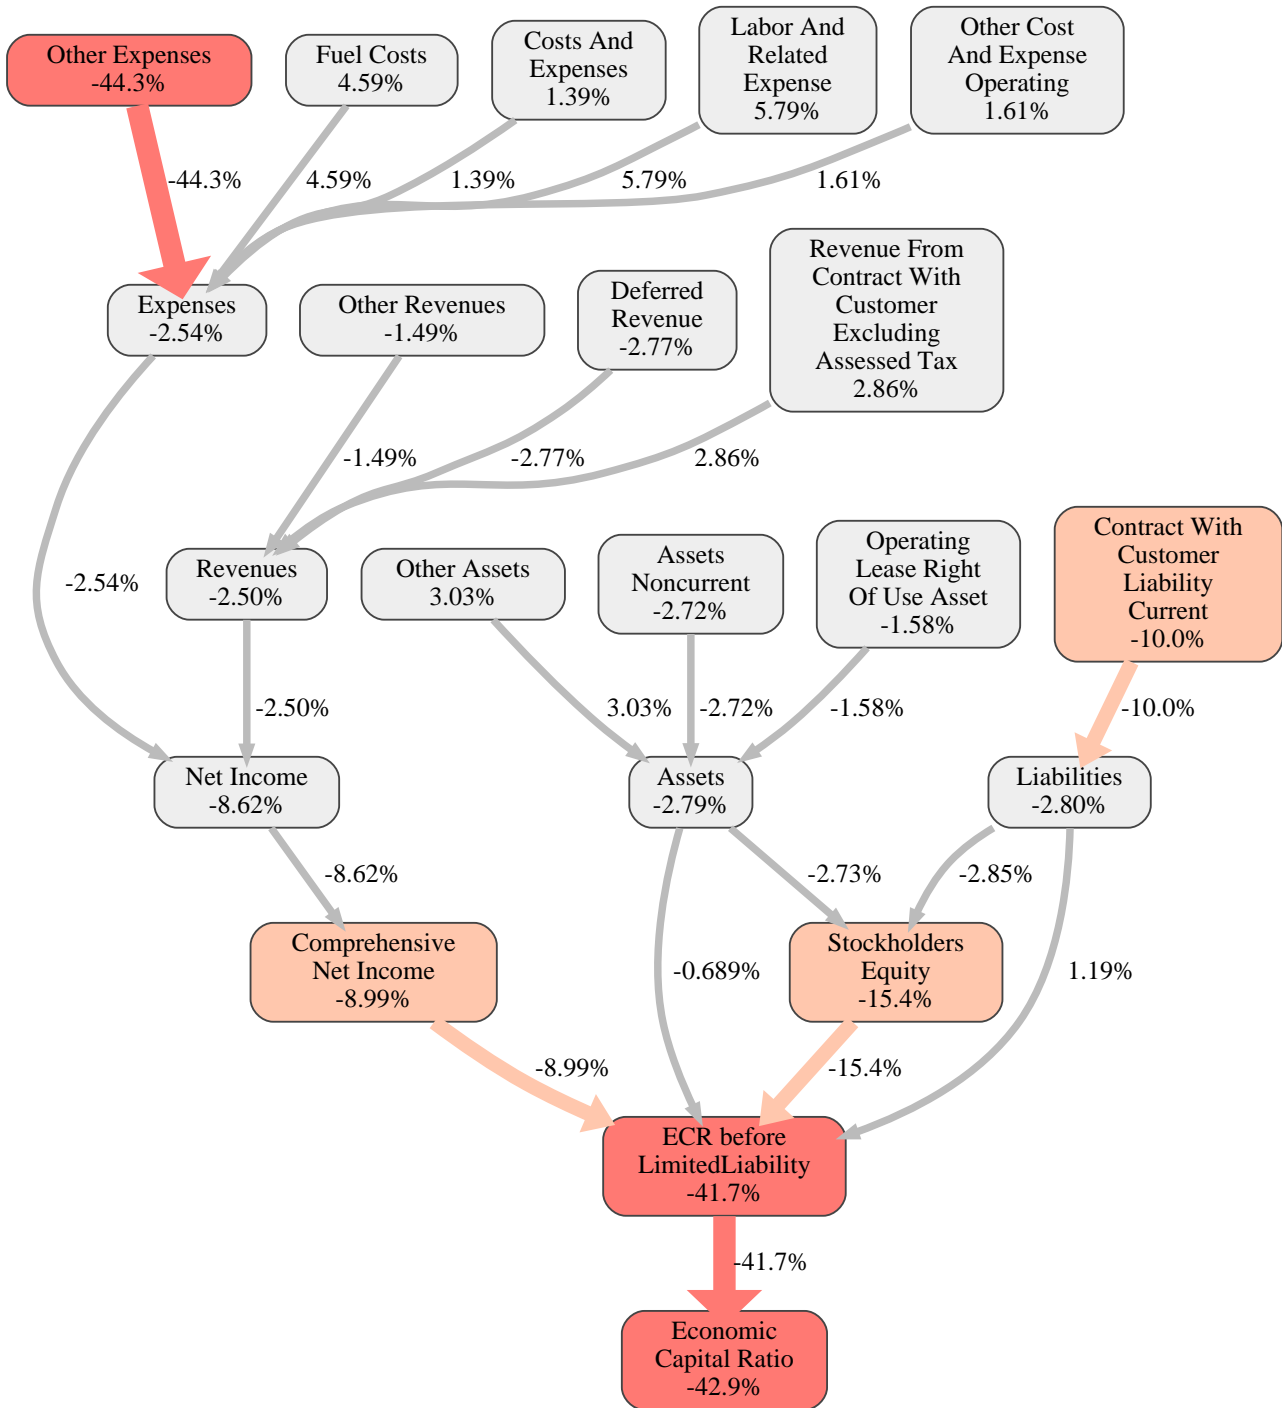 Other Expenses
-44.3%
Fuel Costs
4.59%
Costs And
Expenses
1.39%
Labor And
Related
Expense
5.79%
Other Cost
And Expense
Operating
1.61%
-44.3%
4.59%
1.39%
5.79%
1.61%
Expenses
-2.54%
Other Revenues
-1.49%
Deferred
Revenue
-2.77%
Revenue From
Contract With
Customer
Excluding
Assessed Tax
2.86%
-1.49%
-2.77%
2.86%
-2.54%
Revenues
-2.50%
Other Assets
3.03%
Assets
Noncurrent
-2.72%
Operating
Lease Right
Of Use Asset
-1.58%
Contract With
Customer
Liability
Current
-10.0%
-2.50%
3.03%
-2.72%
-1.58%
-10.0%
Net Income
-8.62%
Assets
-2.79%
Liabilities
-2.80%
-8.62%
-2.73%
-2.85%
Comprehensive
Net Income
-8.99%
-0.689%
Stockholders
Equity
-15.4%
1.19%
-8.99%
-15.4%
ECR before
LimitedLiability
-41.7%
-41.7%
Economic
Capital Ratio
-42.9%